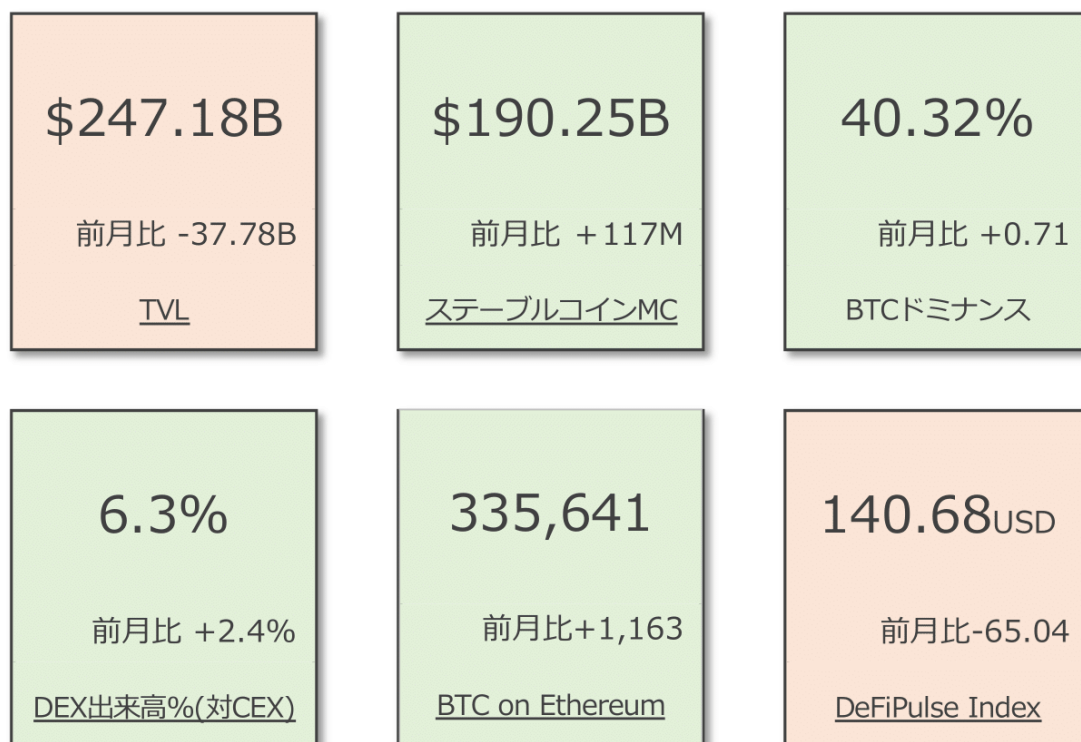 $247.18B
前月比 -37.78B
TVL
$190.25B
前月比 +117M
ステーブルコインMC
40.32%
前月比 +0.71
BTCドミナンス
6.3%
前月比 +2.4%
DEX出来高%(対CEX)
335,641
前月比+1,163
BTC on Ethereum
140.68USD
前月比-65.04
DeFiPulse Index